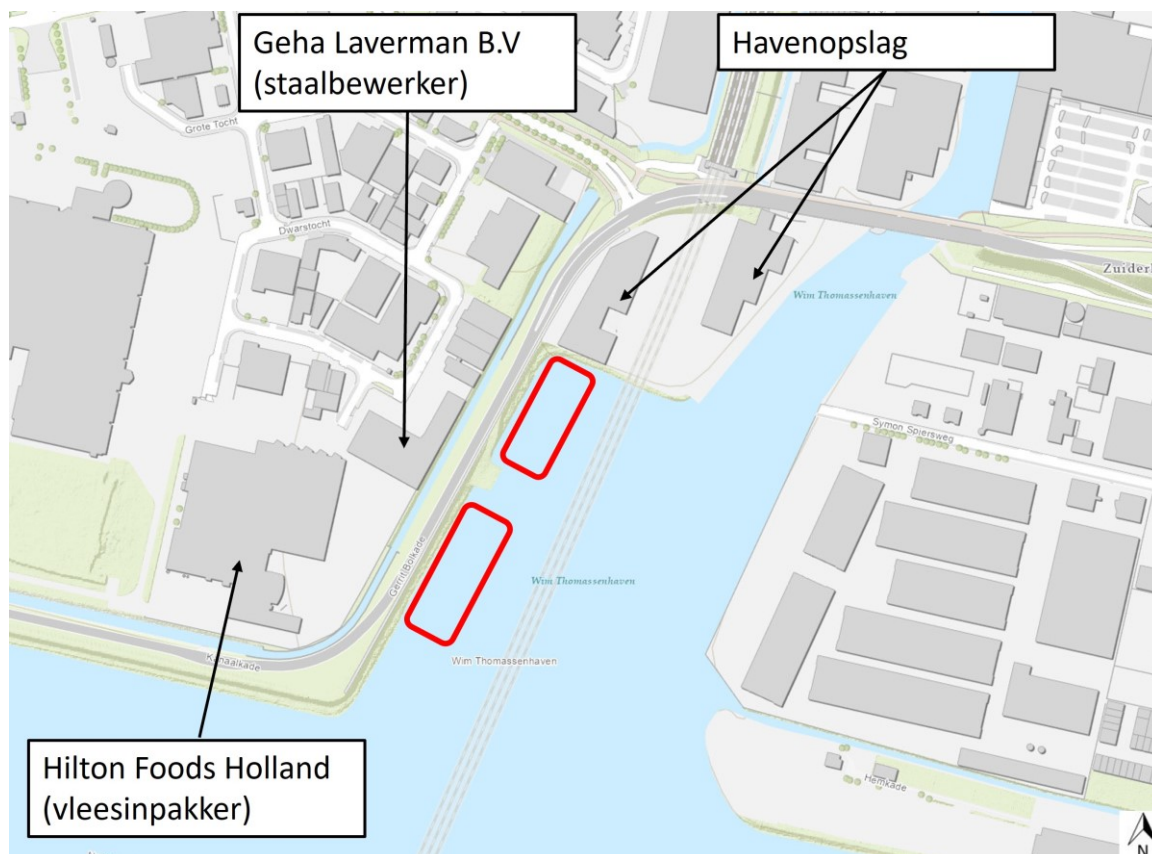 Geha Laverman B.V
(staalbewerker)
Havenopslag
Grote Tocht
Dwarstocht
Wim Thomassenhaven
Symon Spiersweg
Gerrit Bolkade
Wim Thomassenhaven
Kanaalkade
Wim Thomassenhaven
Hilton Foods Holland
(vleesinpakker)
Hemkade
N